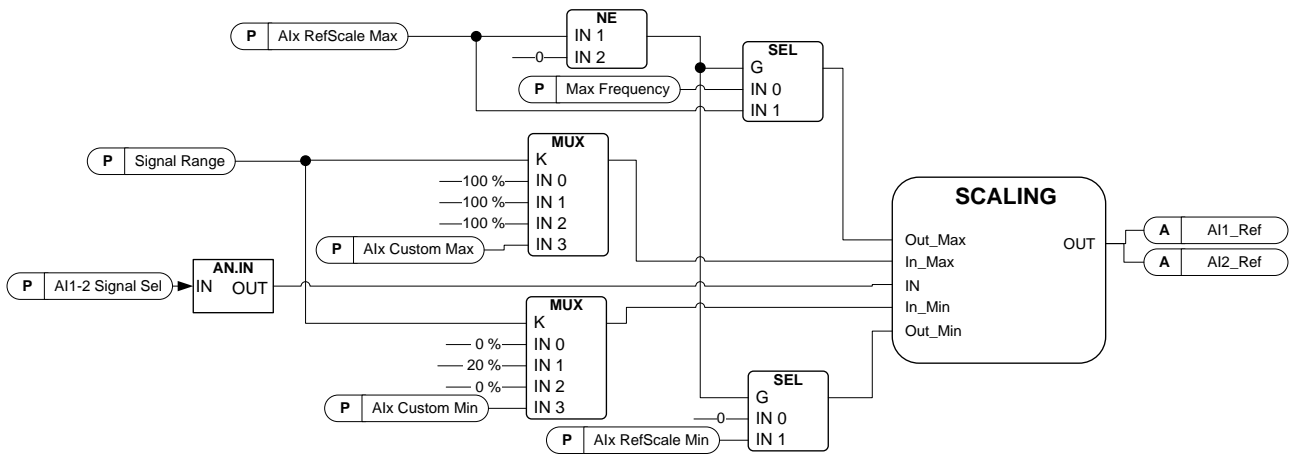 NE
P AIx RefScale Max
IN 1
0 IN 2
SEL
G
P Max Frequency
IN 0
IN 1
MUX
P Signal Range
K
100 % IN 0
100 % IN 1
100 % IN 2
P AIx Custom Max
IN 3
SCALING
Out_Max
In_Max
IN
In_Min
Out_Min
OUT
A AI1_Ref
A AI2_Ref
AN.IN
P AI1-2 Signal Sel
IN OUT
MUX
K
0 % IN 0
20 % IN 1
0 % IN 2
P AIx Custom Min
IN 3
SEL
G
0 IN 0
P AIx RefScale Min
IN 1